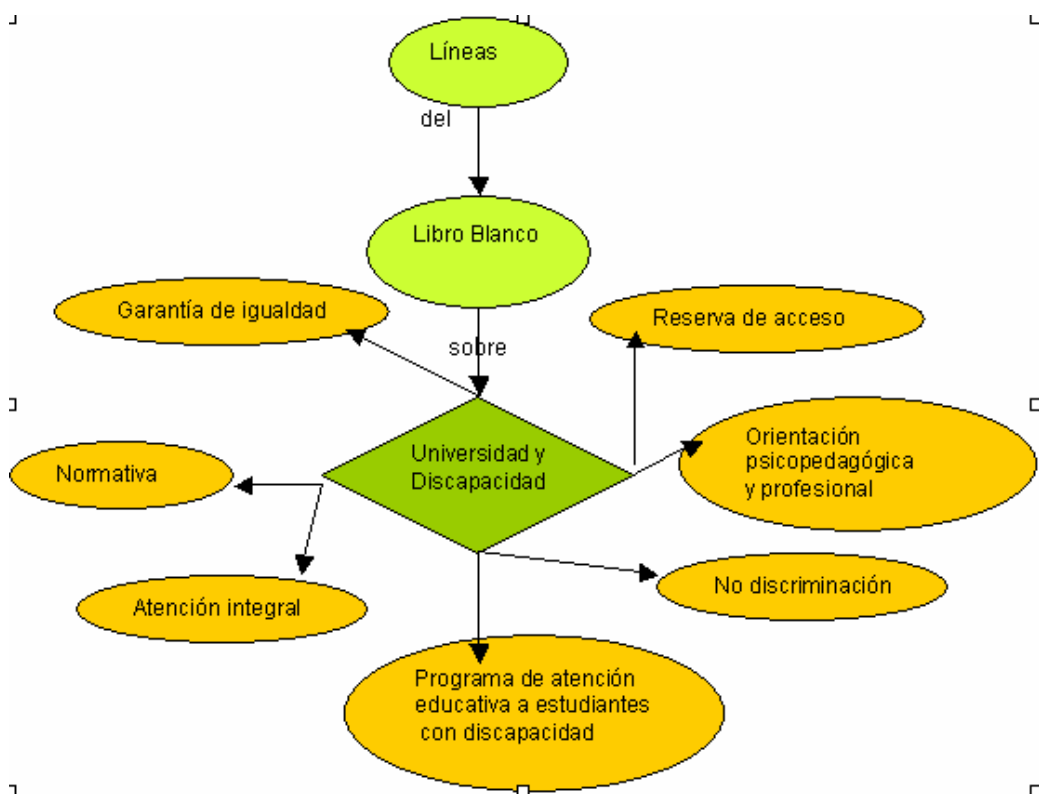 Líneas
del
Libro Blanco
Garantía de igualdad
Reserva de acceso
sobre
Universidad y
Discapacidad
Orientación
psicopedagógica
y profesional
Normativa
Atención integral
No discriminación
Programa de atención
educativa a estudiantes
con discapacidad